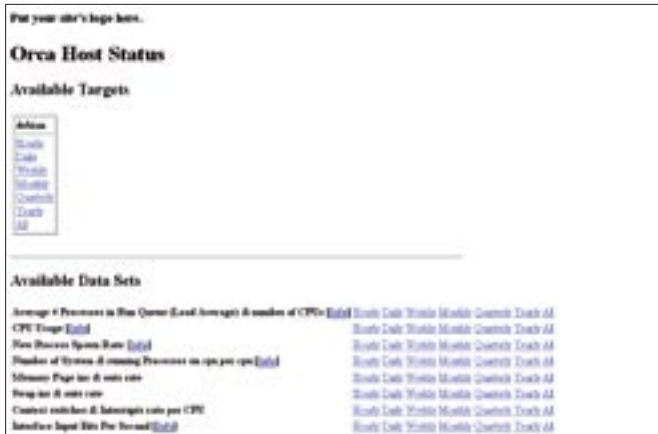 Put your site's logo here.
Orca Host Status
Available Targets
Hourly
Daily
Weekly
Monthly
Quarterly
Yearly
All
Available Data Sets
Average # Processes in Run Queue (Load Average) & number of CPUs [Info] Hourly Daily Weekly Monthly Quarterly Yearly All
CPU Usage [Info] Hourly Daily Weekly Monthly Quarterly Yearly All
New Process Spawn Rate [Info] Hourly Daily Weekly Monthly Quarterly Yearly All
Number of System & running Processes on cpu per cpu [Info] Hourly Daily Weekly Monthly Quarterly Yearly All
Memory Page ins & outs rate Hourly Daily Weekly Monthly Quarterly Yearly All
Swap ins & outs rate Hourly Daily Weekly Monthly Quarterly Yearly All
Context switches & Interrupts rate per CPU Hourly Daily Weekly Monthly Quarterly Yearly All
Interface Input Bits Per Second [Info] Hourly Daily Weekly Monthly Quarterly Yearly All